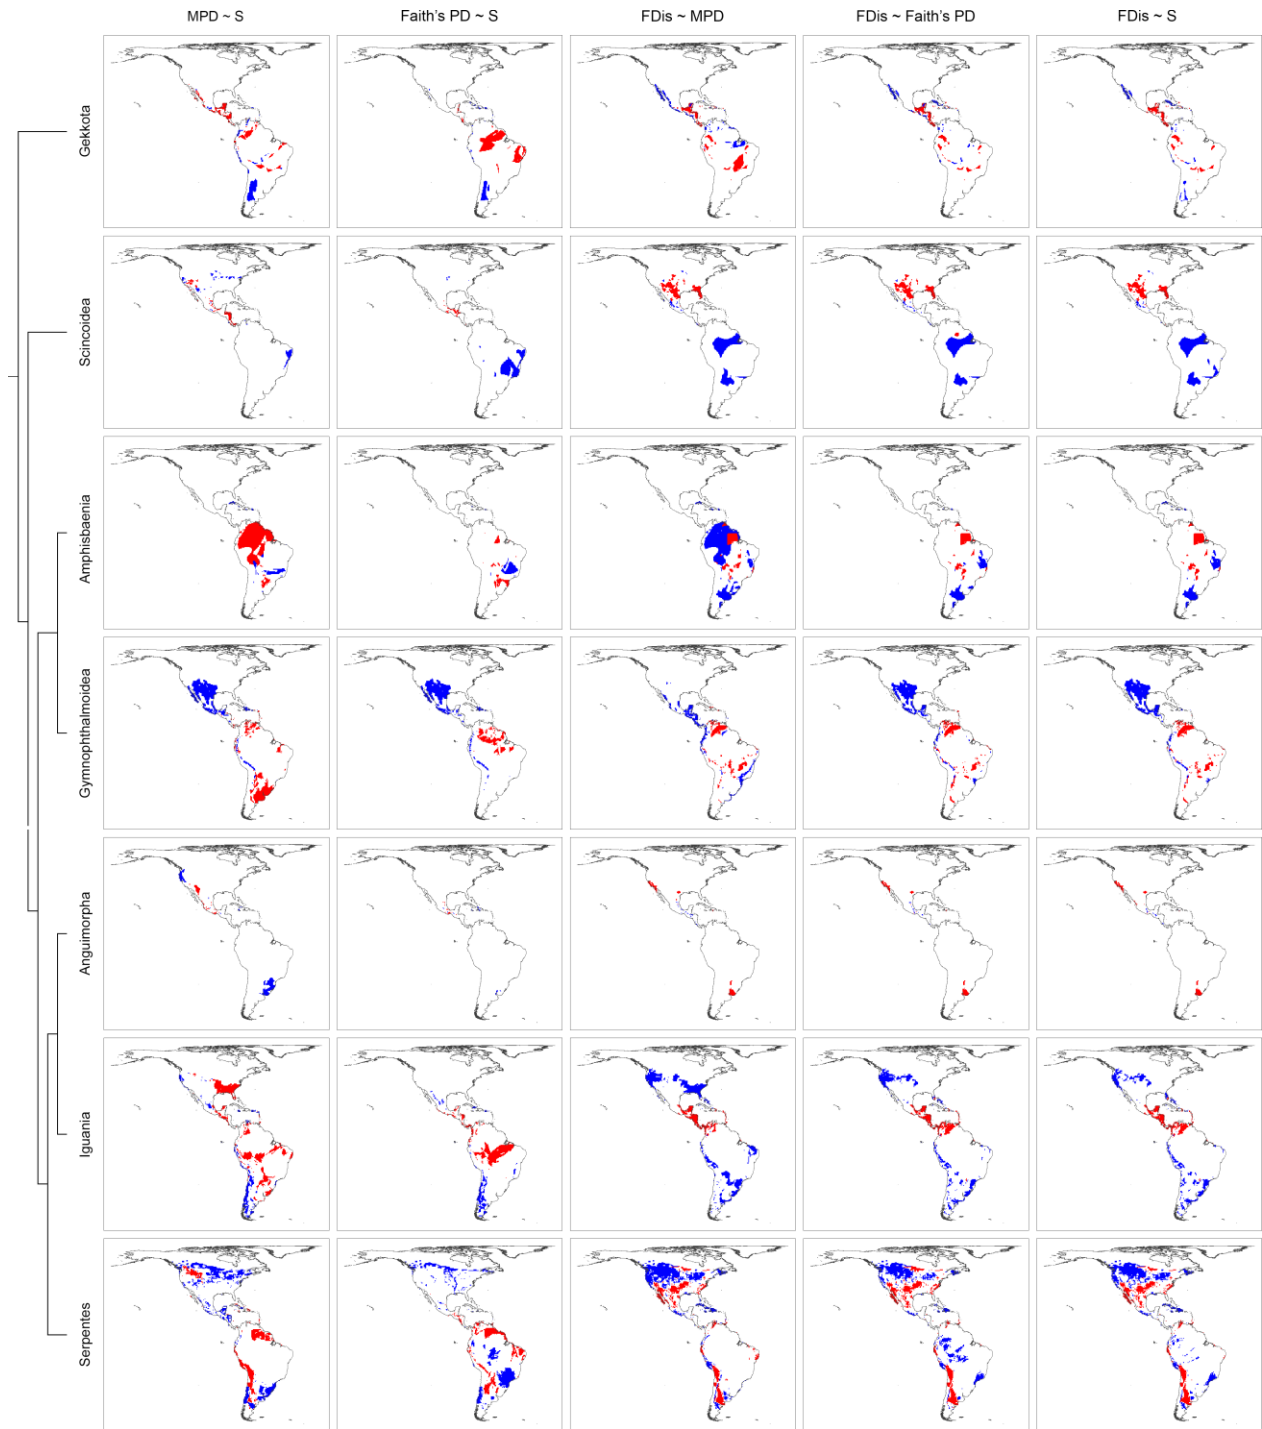 MPD ~ S
Faith's PD ~ S
FDis ~ MPD
FDis ~ Faith's PD
FDis ~ S
Gekkota
Scincoidea
Amphisbaenia
Gymnophthalmoidea
Anguimorpha
Iguania
Serpentes